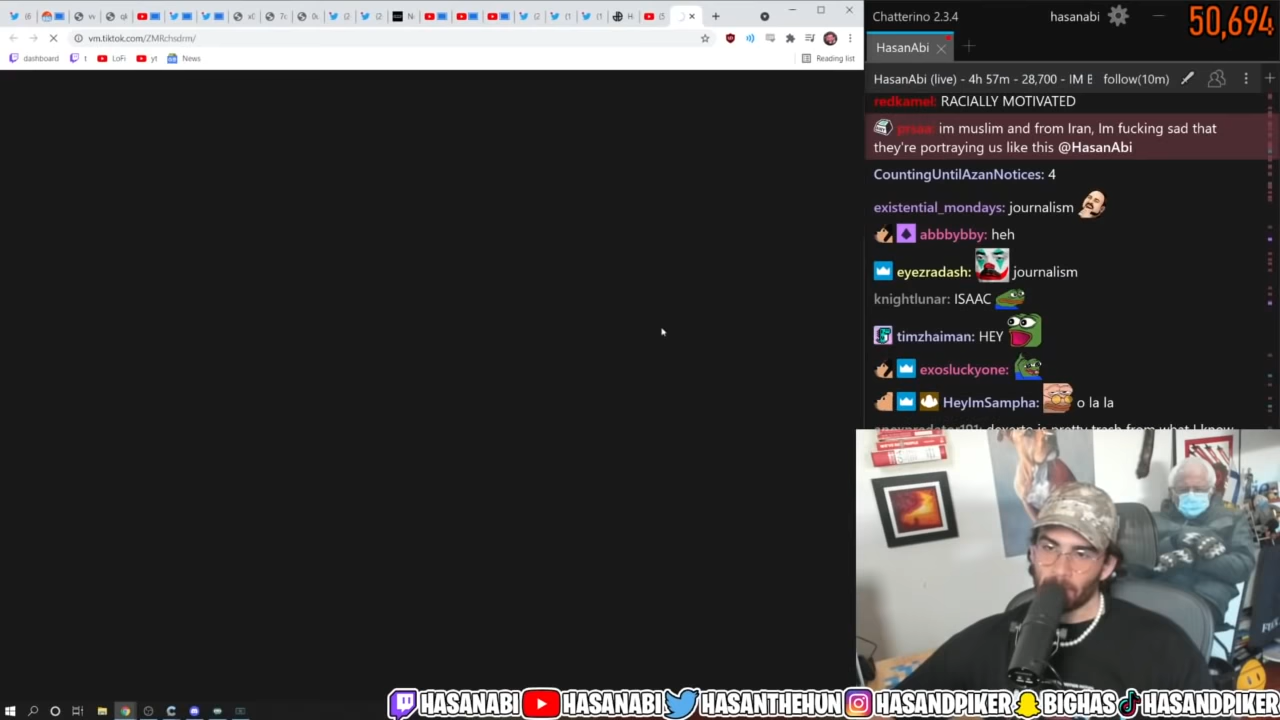 Chatterino 2.3.4
hasanabi
50,694
vm.tiktok.com/ZMRchsdrm/
HasanAbi
dashboard
t
LoFi
yt
News
Reading list
HasanAbi (live) - 4h 57m - 28,700 - IM E
follow(10m)
redkamel: RACIALLY MOTIVATED
prsaa: im muslim and from Iran, Im fucking sad that
they're portraying us like this @HasanAbi
CountingUntilAzanNotices: 4
existential_mondays: journalism
abbbybby: heh
eyezradash: journalism
knightlunar: ISAAC
timzhaiman: HEY
exosluckyone:
HeyImSampha: o la la
HASANABI
HASANABI
HASANTHEHUN
HASANDPIKER
BIGHAS
HASANDPIKER